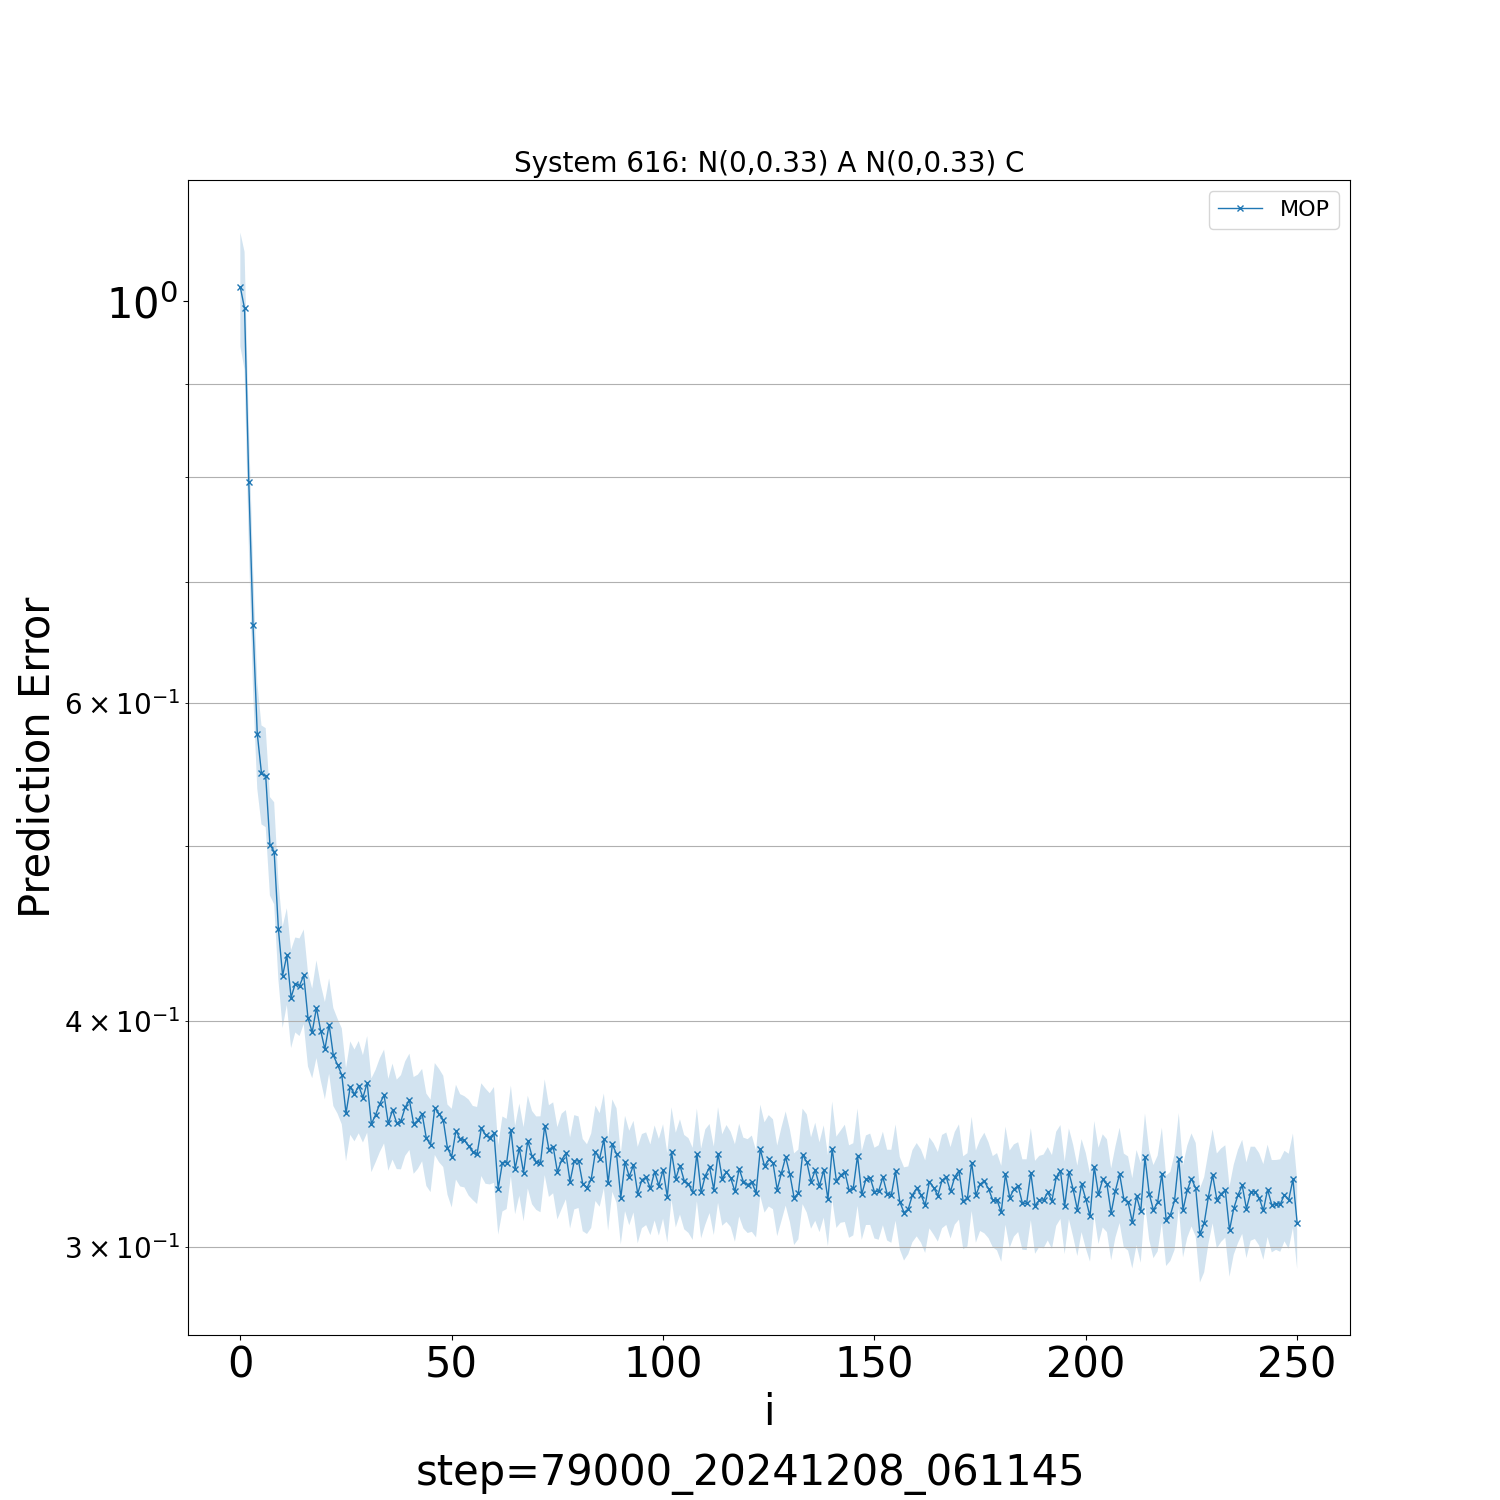 System 616: N(0,0.33) A N(0,0.33) C
MOP
10⁰
6 × 10⁻¹
4 × 10⁻¹
3 × 10⁻¹
Prediction Error
0 50 100 150 200 250
i
step=79000_20241208_061145